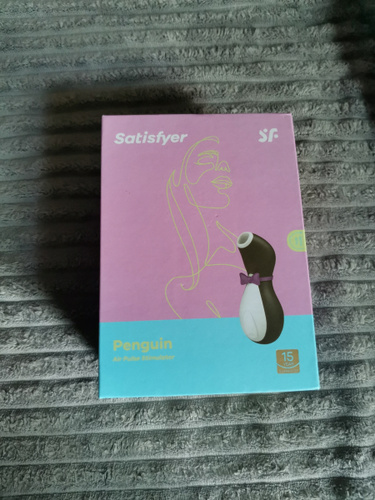 Satisfyer
SF
Penguin
Air Pulse Stimulator
15